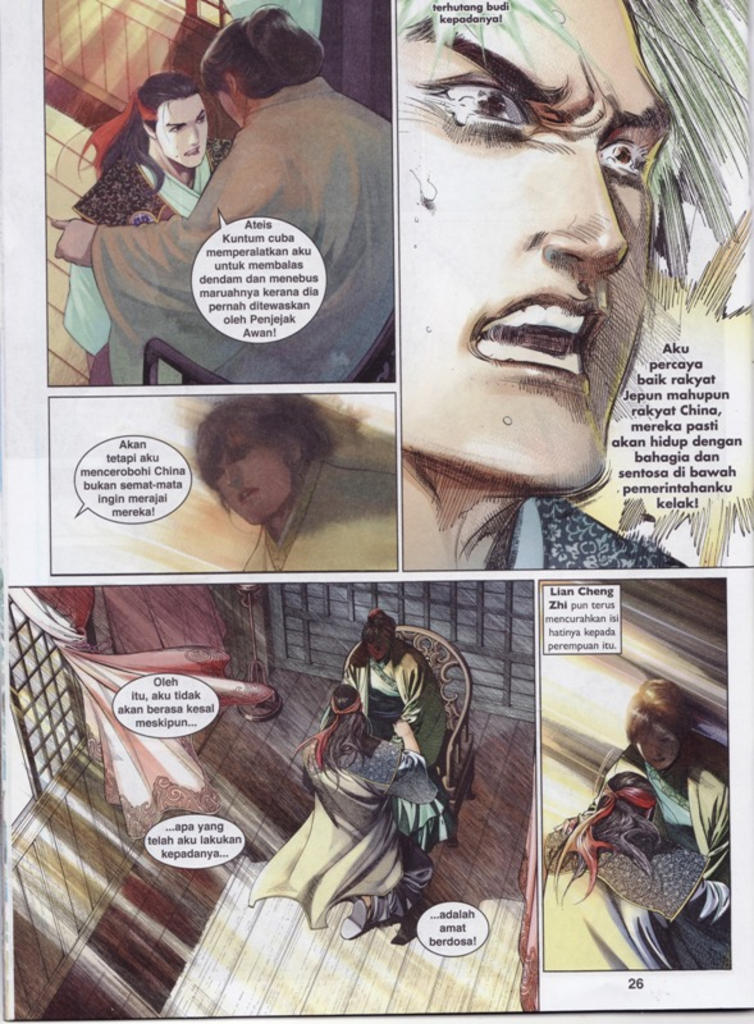 Ateis
Kuntum cuba
memperalatkan aku
untuk membalas
dendam dan menebus
maruahnya kerana dia
pernah ditewaskan
oleh Penjejak
Awan!
terhutang budi
kepadanya!
Aku
percaya
baik rakyat
Jepun mahupun
rakyat China,
mereka pasti
akan hidup dengan
bahagia dan
sentosa di bawah
pemerintahanku
kelak!
Akan
tetapi aku
mencerobohi China
bukan semat-mata
ingin merajai
mereka!
Oleh
itu, aku tidak
akan berasa kesal
meskipun...
...apa yang
telah aku lakukan
kepadanya...
...adalah
amat
berdosa!
Lian Cheng
Zhi pun terus
mencurahkan isi
hatinya kepada
perempuan itu.
26